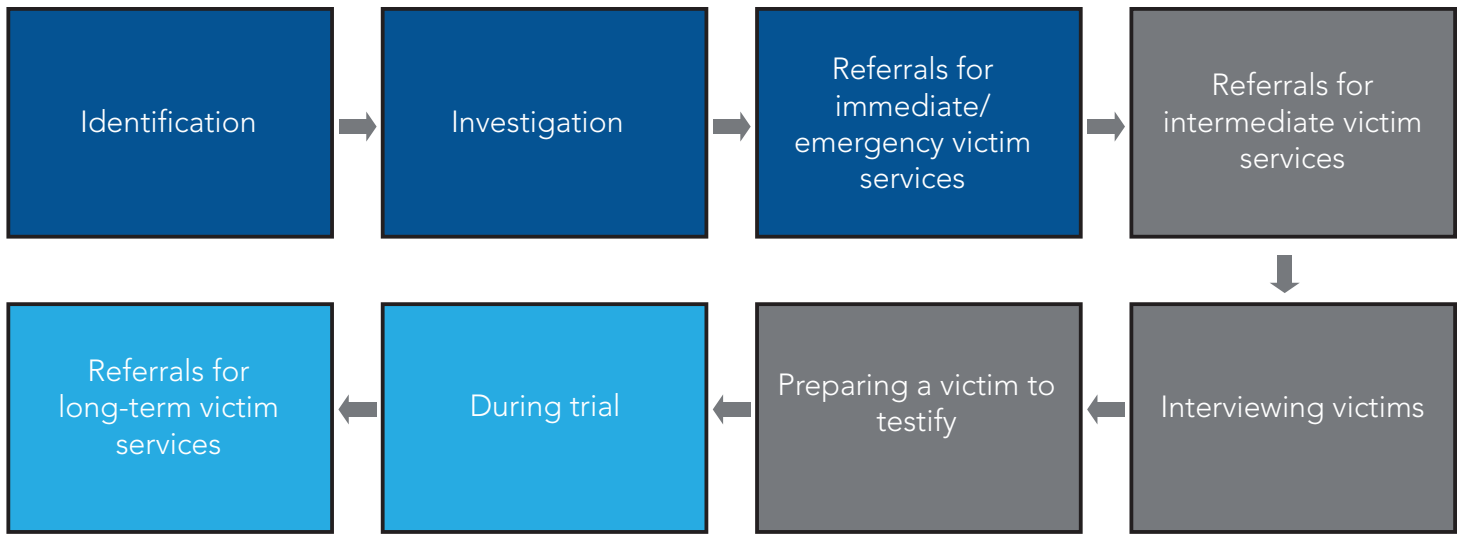 Identification
Investigation
Referrals for
immediate/
emergency victim
services
Referrals for
intermediate victim
services
Interviewing victims
Preparing a victim to
testify
During trial
Referrals for
long-term victim
services